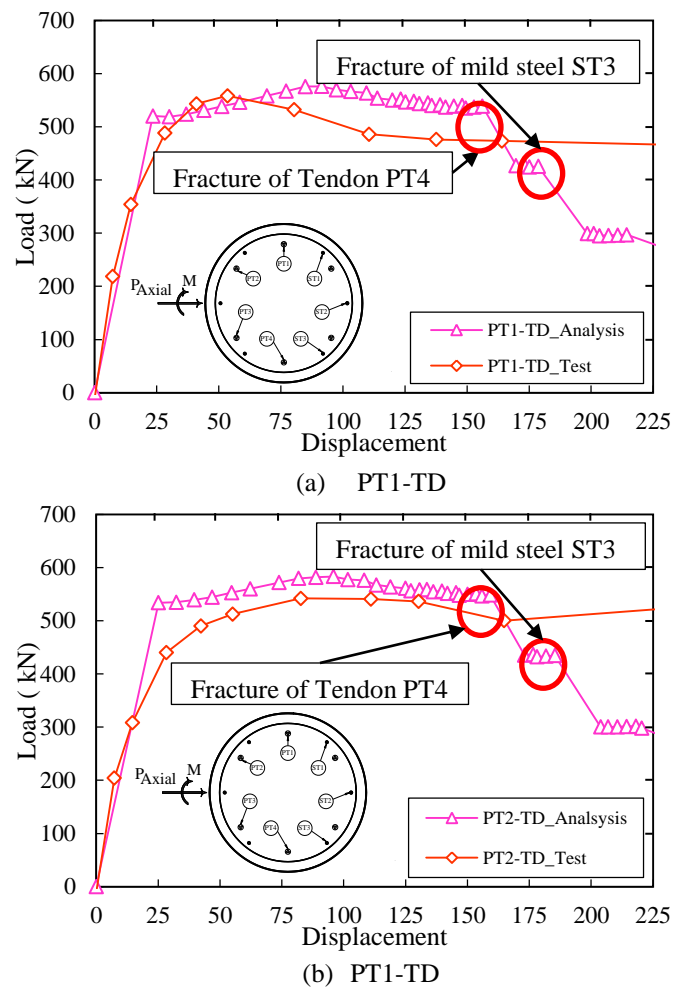 700
600
500
400
300
200
100
0
Load ( kN)
Fracture of mild steel ST3
Fracture of Tendon PT4
PAxial
M
PT1
PT2
ST1
PT3
ST2
PT4
ST3
PT1-TD_Analysis
PT1-TD_Test
0 25 50 75 100 125 150 175 200 225
Displacement
(a) PT1-TD
700
600
500
400
300
200
100
0
Load ( kN)
Fracture of mild steel ST3
Fracture of Tendon PT4
PAxial
M
PT1
PT2
ST1
PT3
ST2
PT4
ST3
PT2-TD_Analsysis
PT2-TD_Test
0 25 50 75 100 125 150 175 200 225
Displacement
(b) PT1-TD